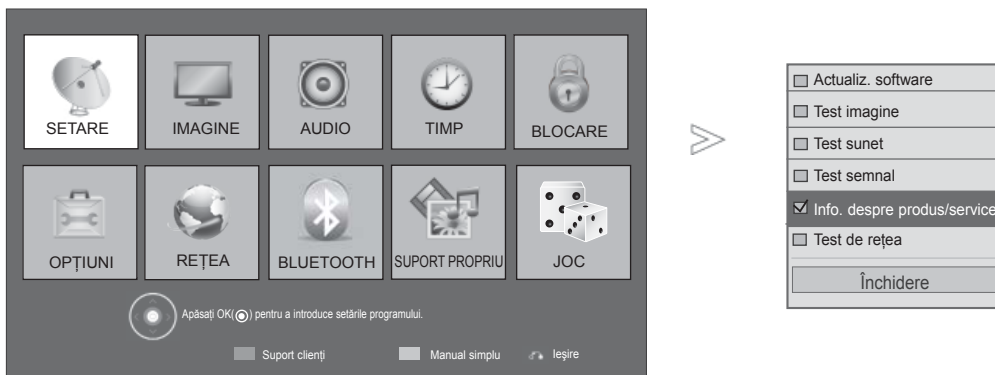 SETARE
IMAGINE
AUDIO
TIMP
BLOCARE
OPȚIUNI
REȚEA
BLUETOOTH
SUPORT PROPRIU
JOC
Apăsați OK(◉) pentru a introduce setările programului.
Suport clienți Manual simplu Ieșire
Actualiz. software
Test imagine
Test sunet
Test semnal
Info. despre produs/service
Test de rețea
Închidere